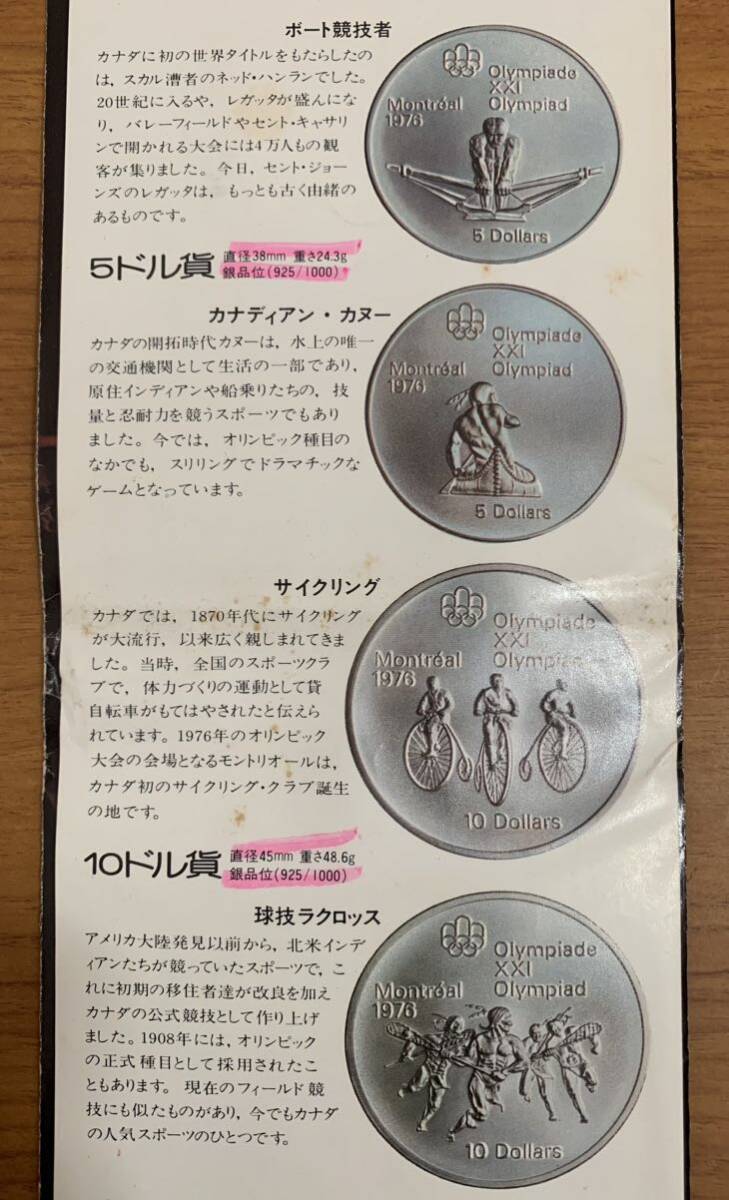 ボート競技者
カナダに初の世界タイトルをもたらしたの
は，スカル漕者のネッド・ハンランでした。
20世紀に入るや，レガッタが盛んにな
り，バレーフィールドやセント・キャサリ
ンで開かれる大会には4万人もの観
客が集りました。今日，セント・ジョー
ンズのレガッタは，もっとも古く由緒の
あるものです。
Olympiade
XXI
Olympiad
Montréal
1976
5 Dollars
5ドル貨
直径38mm 重さ24.3g
銀品位(925/1000)
カナディアン・カヌー
カナダの開拓時代カヌーは，水上の唯一
の交通機関として生活の一部であり，
原住インディアンや船乗りたちの，技
量と忍耐力を競うスポーツでもあり
ました。今では，オリンピック種目の
なかでも，スリリングでドラマチックな
ゲームとなっています。
Olympiade
XXI
Olympiad
Montréal
1976
5 Dollars
サイクリング
カナダでは，1870年代にサイクリング
が大流行，以来広く親しまれてきま
した。当時，全国のスポーツクラ
ブで，体力づくりの運動として貸
自転車がもてはやされたと伝えら
れています。1976年のオリンピック
大会の会場となるモントリオールは，
カナダ初のサイクリング・クラブ誕生
の地です。
Olympiade
XXI
Olympiad
Montréal
1976
10 Dollars
10ドル貨
直径45mm 重さ48.6g
銀品位(925/1000)
球技ラクロッス
アメリカ大陸発見以前から，北米インデ
ィアンたちが競っていたスポーツで，こ
れに初期の移住者達が改良を加え
カナダの公式競技として作り上げ
ました。1908年には，オリンピック
の正式種目として採用されたこ
ともあります。現在のフィールド競
技にも似たものがあり，今でもカナダ
の人気スポーツのひとつです。
Olympiade
XXI
Olympiad
Montréal
1976
10 Dollars